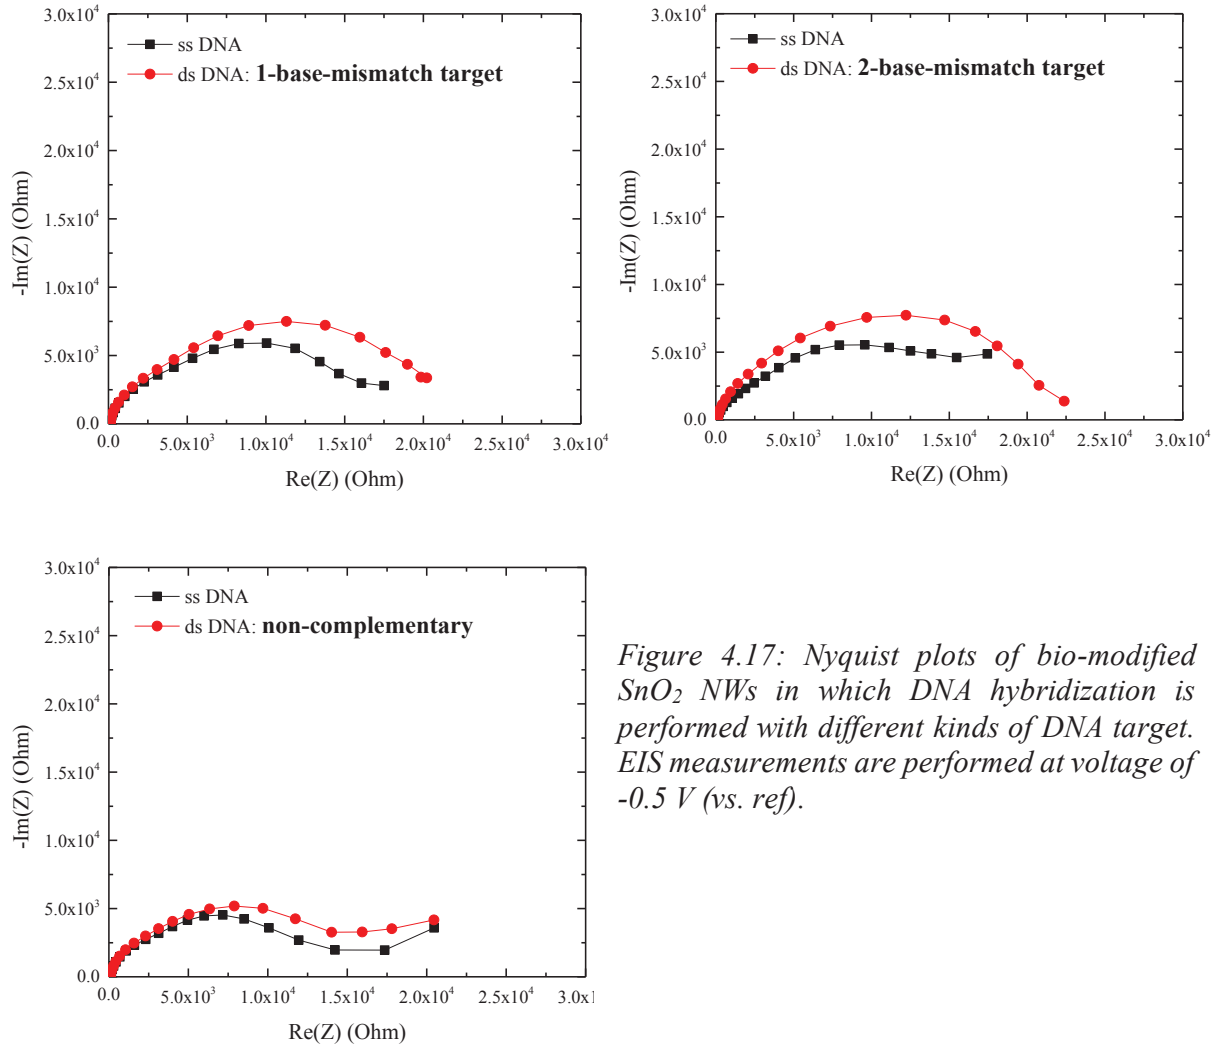 3.0x10⁴
ss DNA
ds DNA: 1-base-mismatch target
2.5x10⁴
2.0x10⁴
1.5x10⁴
1.0x10⁴
5.0x10³
0.0
-Im(Z) (Ohm)
0.0 5.0x10³ 1.0x10⁴ 1.5x10⁴ 2.0x10⁴ 2.5x10⁴ 3.0x10⁴
Re(Z) (Ohm)
3.0x10⁴
ss DNA
ds DNA: 2-base-mismatch target
2.5x10⁴
2.0x10⁴
1.5x10⁴
1.0x10⁴
5.0x10³
0.0
-Im(Z) (Ohm)
0.0 5.0x10³ 1.0x10⁴ 1.5x10⁴ 2.0x10⁴ 2.5x10⁴ 3.0x10⁴
Re(Z) (Ohm)
3.0x10⁴
ss DNA
ds DNA: non-complementary
2.5x10⁴
2.0x10⁴
1.5x10⁴
1.0x10⁴
5.0x10³
0.0
-Im(Z) (Ohm)
0.0 5.0x10³ 1.0x10⁴ 1.5x10⁴ 2.0x10⁴ 2.5x10⁴ 3.0x1
Re(Z) (Ohm)
Figure 4.17: Nyquist plots of bio-modified
SnO₂ NWs in which DNA hybridization is
performed with different kinds of DNA target.
EIS measurements are performed at voltage of
-0.5 V (vs. ref).